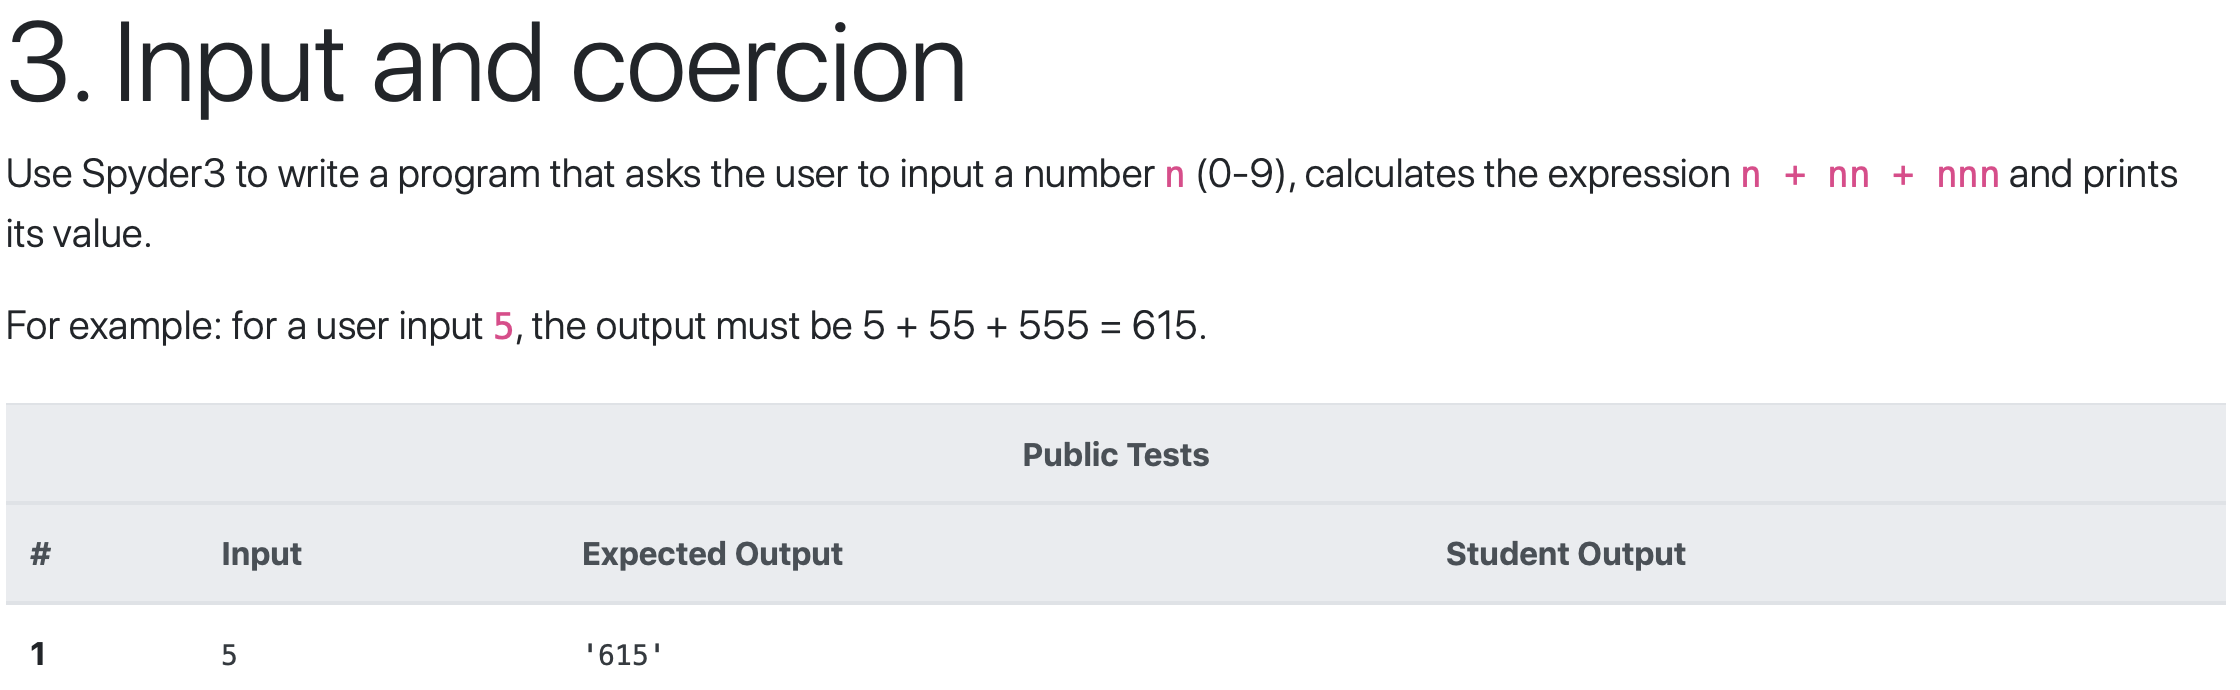 3. Input and coercion
Use Spyder3 to write a program that asks the user to input a number n (0-9), calculates the expression n + nn + nnn and prints
its value.
For example: for a user input 5, the output must be 5 + 55 + 555 = 615.
Public Tests
# Input Expected Output Student Output
1 5 '615'